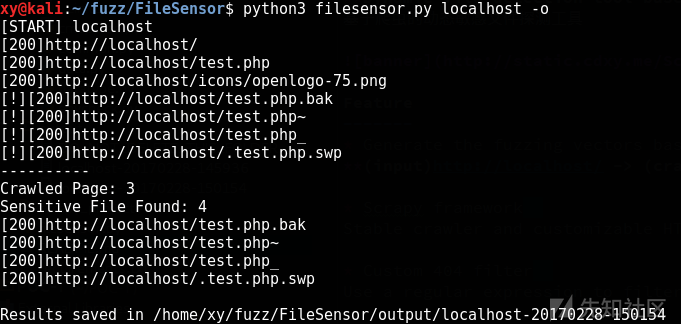 xy@kali:~/fuzz/FileSensor$ python3 filesensor.py localhost -o
[START] localhost
[200]http://localhost/
[200]http://localhost/test.php
[200]http://localhost/icons/openlogo-75.png
[!][200]http://localhost/test.php.bak
[!][200]http://localhost/test.php~
[!][200]http://localhost/test.php_
[!][200]http://localhost/.test.php.swp
----------
Crawled Page: 3
Sensitive File Found: 4
[200]http://localhost/test.php.bak
[200]http://localhost/test.php~
[200]http://localhost/test.php_
[200]http://localhost/.test.php.swp
Results saved in /home/xy/fuzz/FileSensor/output/localhost-20170228-150154
先知社区